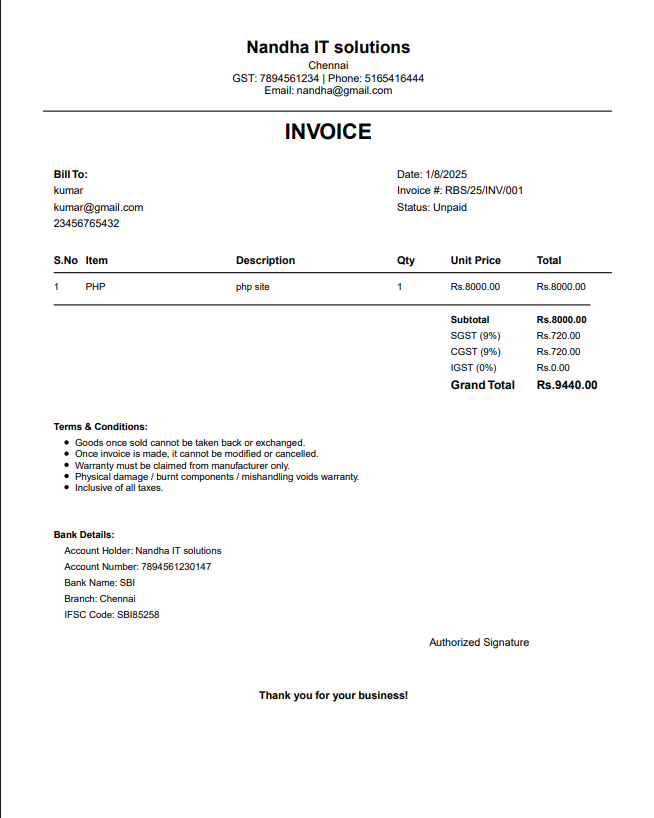 Nandha IT solutions
Chennai
GST: 7894561234 | Phone: 5165416444
Email: nandha@gmail.com
INVOICE
Bill To:
kumar
kumar@gmail.com
23456765432
Date: 1/8/2025
Invoice #: RBS/25/INV/001
Status: Unpaid
S.No Item Description Qty Unit Price Total
1 PHP php site 1 Rs.8000.00 Rs.8000.00
Subtotal Rs.8000.00
SGST (9%) Rs.720.00
CGST (9%) Rs.720.00
IGST (0%) Rs.0.00
Grand Total Rs.9440.00
Terms & Conditions:
● Goods once sold cannot be taken back or exchanged.
● Once invoice is made, it cannot be modified or cancelled.
● Warranty must be claimed from manufacturer only.
● Physical damage / burnt components / mishandling voids warranty.
● Inclusive of all taxes.
Bank Details:
Account Holder: Nandha IT solutions
Account Number: 7894561230147
Bank Name: SBI
Branch: Chennai
IFSC Code: SBI85258
Authorized Signature
Thank you for your business!